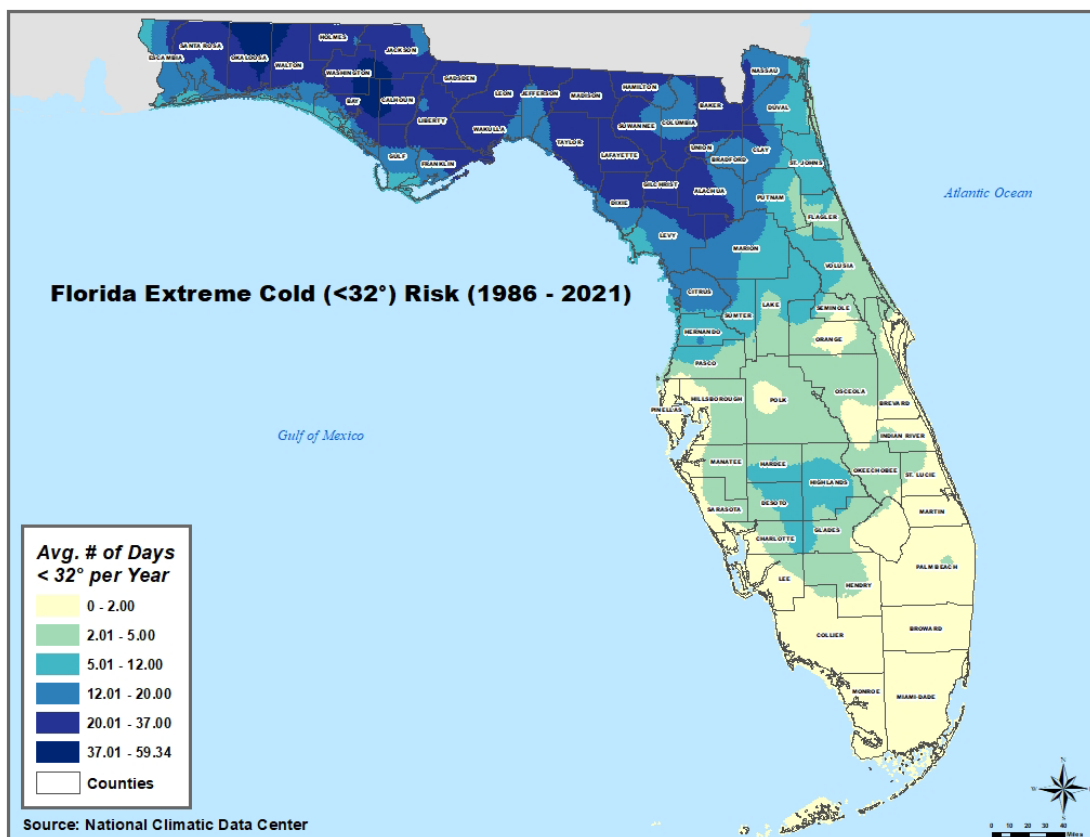 HOLMES
SANTA ROSA
JACKSON
ESCAMBIA
OKALOOSA
WALTON
WASHINGTON
GADSDEN
BAY
CALHOUN
LEON
JEFFERSON
MADISON
HAMILTON
NASSAU
LIBERTY
WAKULLA
SUWANNEE
COLUMBIA
BAKER
DUVAL
TAYLOR
GULF
FRANKLIN
LAFAYETTE
UNION
BRADFORD
CLAY
ST. JOHNS
GILCHRIST
ALACHUA
PUTNAM
DIXIE
FLAGLER
Atlantic Ocean
LEVY
MARION
VOLUSIA
Florida Extreme Cold (<32°) Risk (1986 - 2021)
CITRUS
LAKE
SUMTER
SEMINOLE
HERNANDO
ORANGE
PASCO
OSCEOLA
PINELLAS
HILLSBOROUGH
POLK
BREVARD
Gulf of Mexico
INDIAN RIVER
MANATEE
HARDEE
OKEECHOBEE
ST. LUCIE
HIGHLANDS
SARASOTA
DESOTO
MARTIN
CHARLOTTE
GLADES
PALM BEACH
LEE
HENDRY
COLLIER
BROWARD
MONROE
MIAMI-DADE
Avg. # of Days
< 32° per Year
0 - 2.00
2.01 - 5.00
5.01 - 12.00
12.01 - 20.00
20.01 - 37.00
37.01 - 59.34
Counties
Source: National Climatic Data Center
N
W
S
0 10 20 30 40
Miles